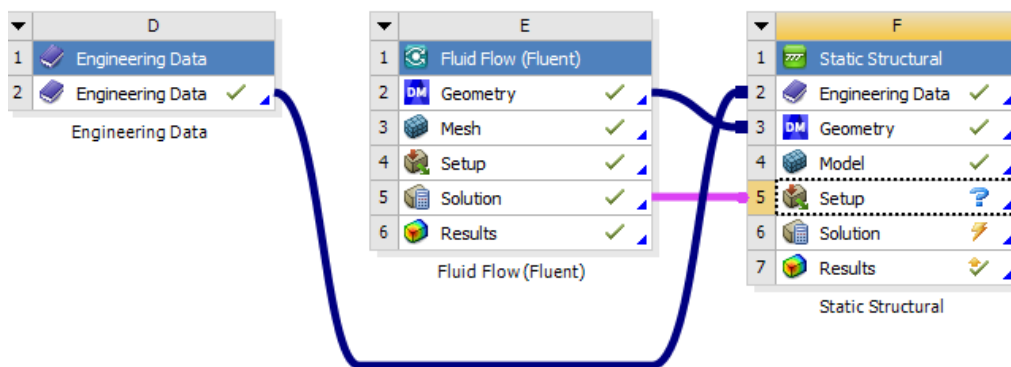 D
1 Engineering Data
2 Engineering Data
Engineering Data
E
1 Fluid Flow (Fluent)
2 DM Geometry
3 Mesh
4 Setup
5 Solution
6 Results
Fluid Flow (Fluent)
F
1 Static Structural
2 Engineering Data
3 DM Geometry
4 Model
5 Setup ?
6 Solution
7 Results
Static Structural